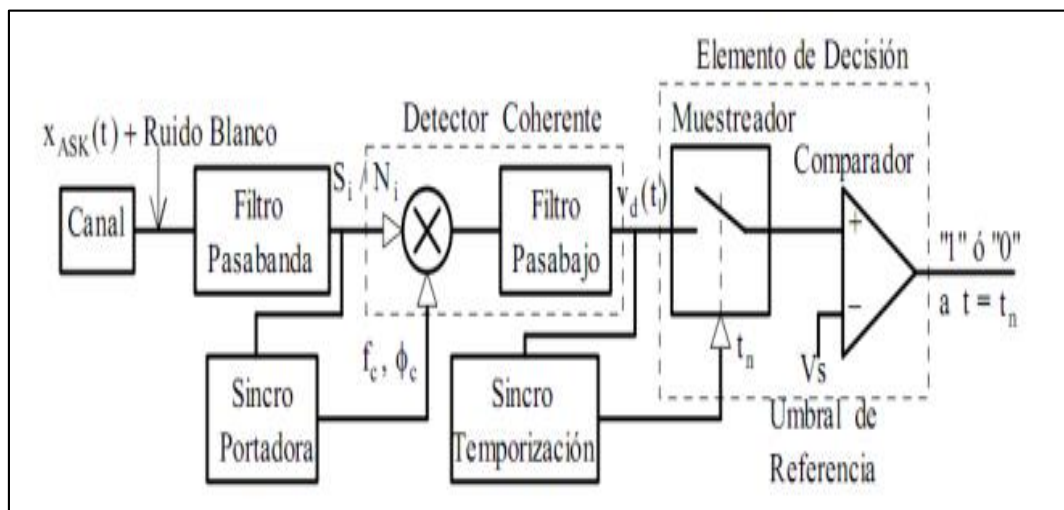 Elemento de Decisión
x_ASK(t) + Ruido Blanco
Detector Coherente
Muestreador
Comparador
Canal
Filtro
Pasabanda
S_i / N_i
Filtro
Pasabajo
v_d(t)
+
−
"1" ó "0"
a t = t_n
f_c, ϕ_c
t_n
Vs
Sincro
Portadora
Sincro
Temporización
Umbral de
Referencia